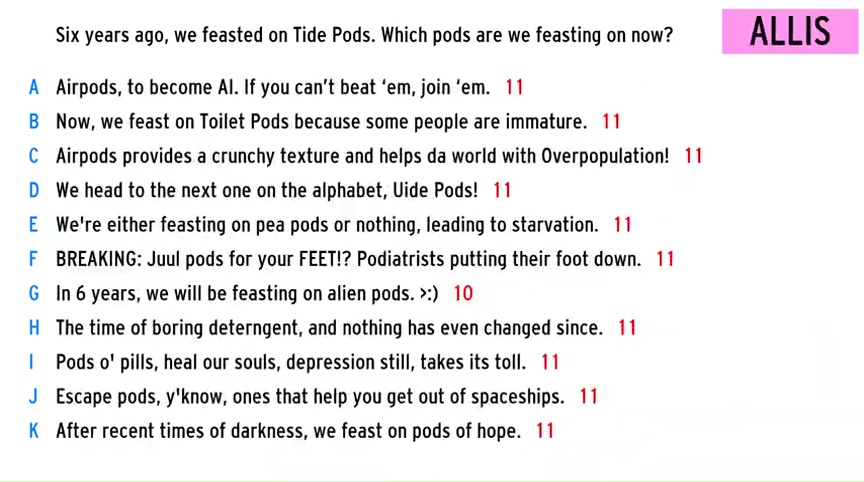 Six years ago, we feasted on Tide Pods. Which pods are we feasting on now?
ALLIS
A Airpods, to become AI. If you can't beat ‘em, join ‘em. 11
B Now, we feast on Toilet Pods because some people are immature. 11
C Airpods provides a crunchy texture and helps da world with Overpopulation! 11
D We head to the next one on the alphabet, Uide Pods! 11
E We're either feasting on pea pods or nothing, leading to starvation. 11
F BREAKING: Juul pods for your FEET!? Podiatrists putting their foot down. 11
G In 6 years, we will be feasting on alien pods. >:) 10
H The time of boring deterngent, and nothing has even changed since. 11
I Pods o' pills, heal our souls, depression still, takes its toll. 11
J Escape pods, y'know, ones that help you get out of spaceships. 11
K After recent times of darkness, we feast on pods of hope. 11